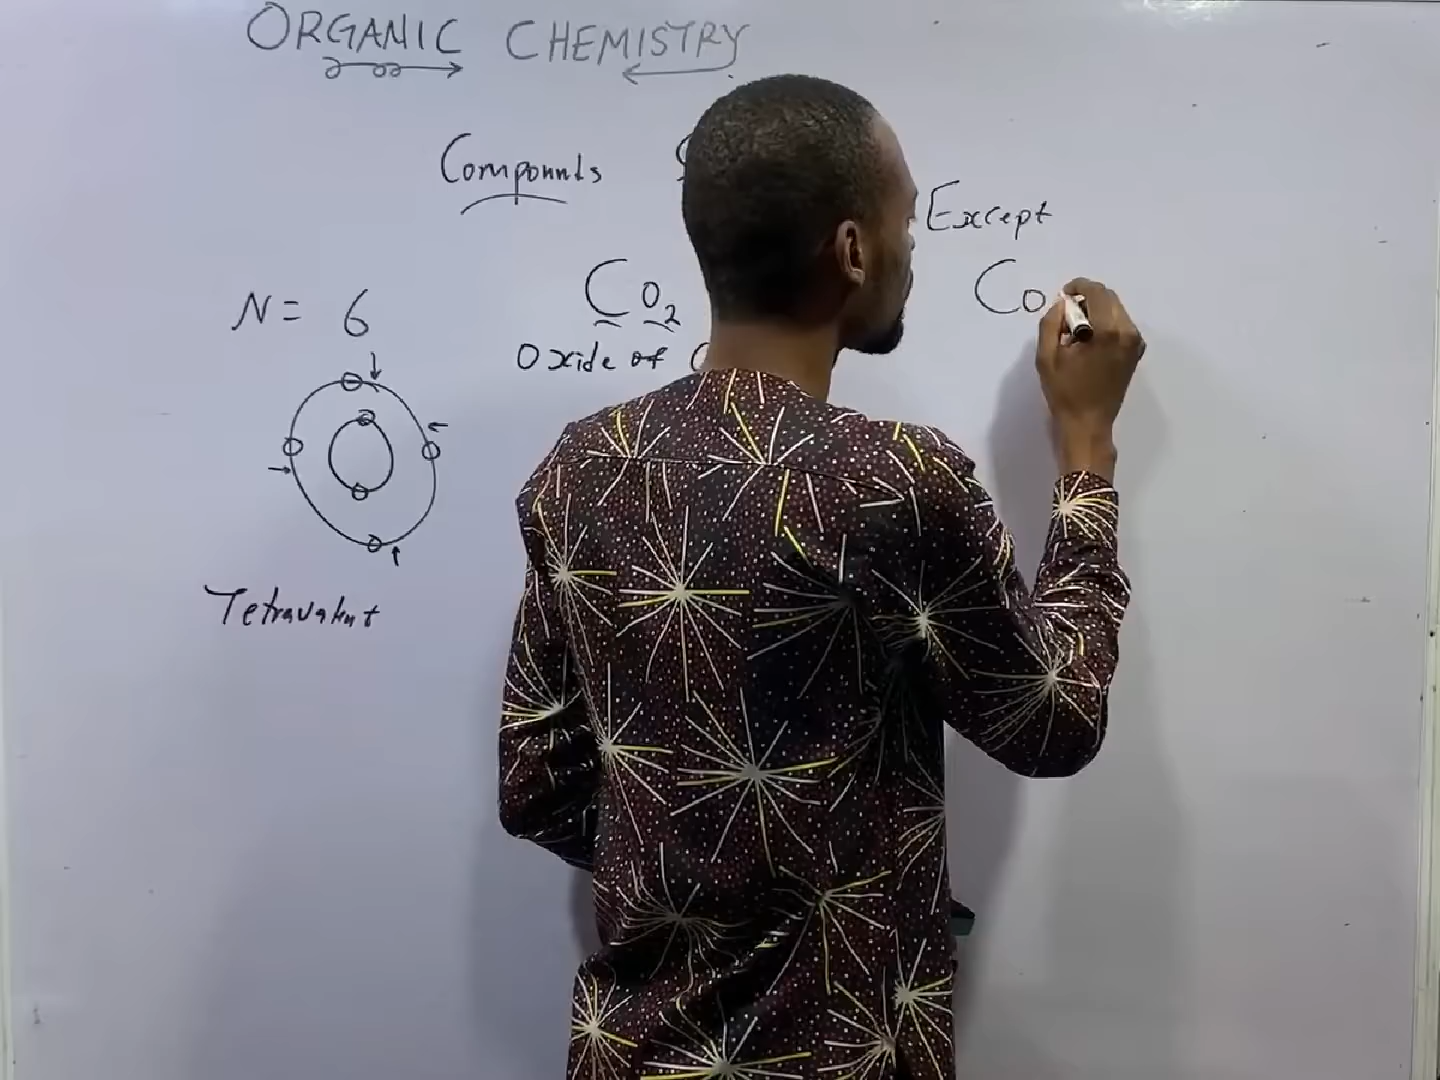 ORGANIC CHEMISTRY
Compounds
Except
CO₂
Co
N = 6
Oxide of
Tetravalent